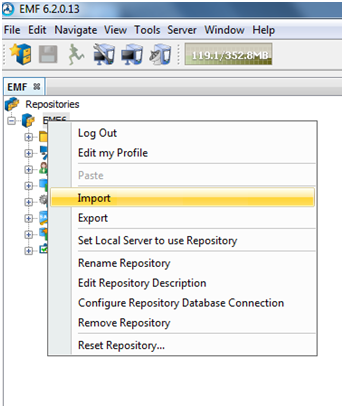 EMF 6.2.0.13
File Edit Navigate View Tools Server Window Help
119.1/352.8MB
EMF
Repositories
EMF6
Log Out
Edit my Profile
Paste
Import
Export
Set Local Server to use Repository
Rename Repository
Edit Repository Description
Configure Repository Database Connection
Remove Repository
Reset Repository...